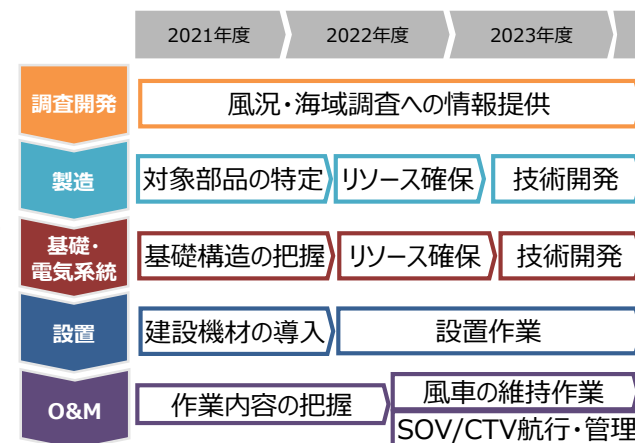 2021年度 2022年度 2023年度
調査開発 風況・海域調査への情報提供
製造 対象部品の特定 リソース確保 技術開発
基礎・
電気系統 基礎構造の把握 リソース確保 技術開発
設置 建設機材の導入 設置作業
O&M 作業内容の把握 風車の維持作業
SOV/CTV航行・管理